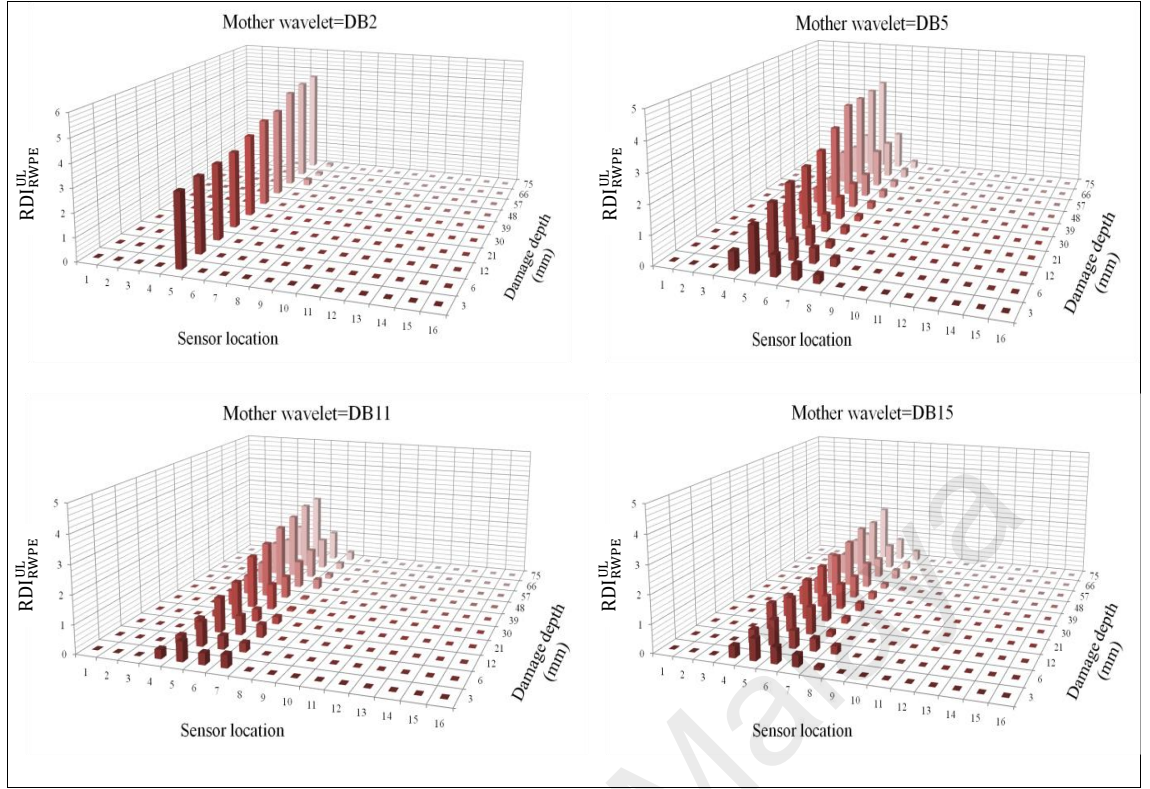 Mother wavelet=DB2
RDI UL RWPE
6
5
4
3
2
1
0
1 2 3 4 5 6 7 8 9 10 11 12 13 14 15 16
Sensor location
75
66
57
48
39
30
21
12
6
3
Damage depth
(mm)
Mother wavelet=DB5
RDI UL RWPE
5
4
3
2
1
0
1 2 3 4 5 6 7 8 9 10 11 12 13 14 15 16
Sensor location
75
66
57
48
39
30
21
12
6
3
Damage depth
(mm)
Mother wavelet=DB11
RDI UL RWPE
5
4
3
2
1
0
1 2 3 4 5 6 7 8 9 10 11 12 13 14 15 16
Sensor location
75
66
57
48
39
30
21
12
6
3
Damage depth
(mm)
Mother wavelet=DB15
RDI UL RWPE
5
4
3
2
1
0
1 2 3 4 5 6 7 8 9 10 11 12 13 14 15 16
Sensor location
75
66
57
48
39
30
21
12
6
3
Damage depth
(mm)